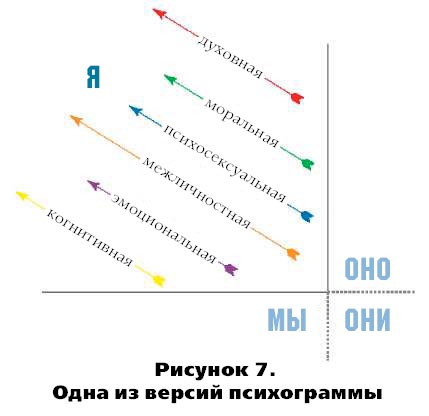 духовная
Я
моральная
психосексуальная
межличностная
эмоциональная
когнитивная
ОНО
МЫ
ОНИ
Рисунок 7.
Одна из версий психограммы